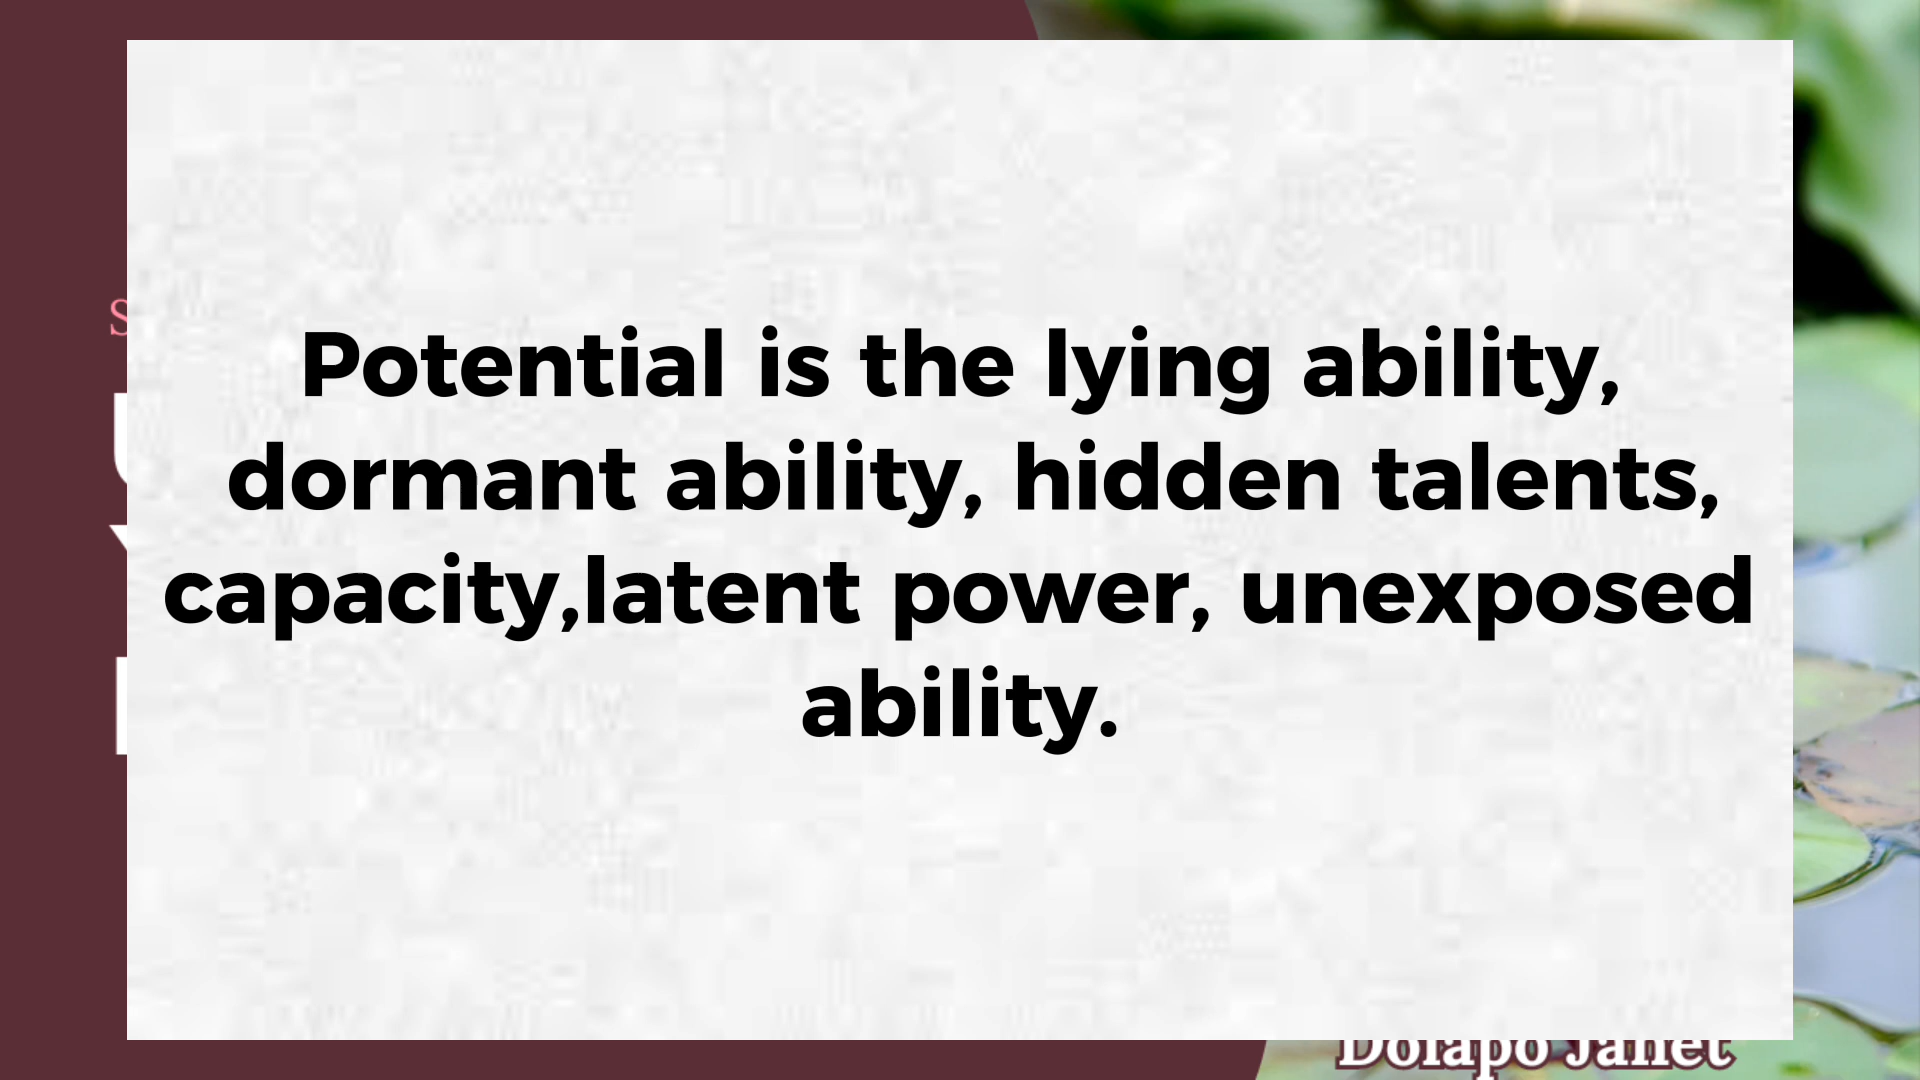 Potential is the lying ability,
dormant ability, hidden talents,
capacity,latent power, unexposed
ability.
Dolapo Janet